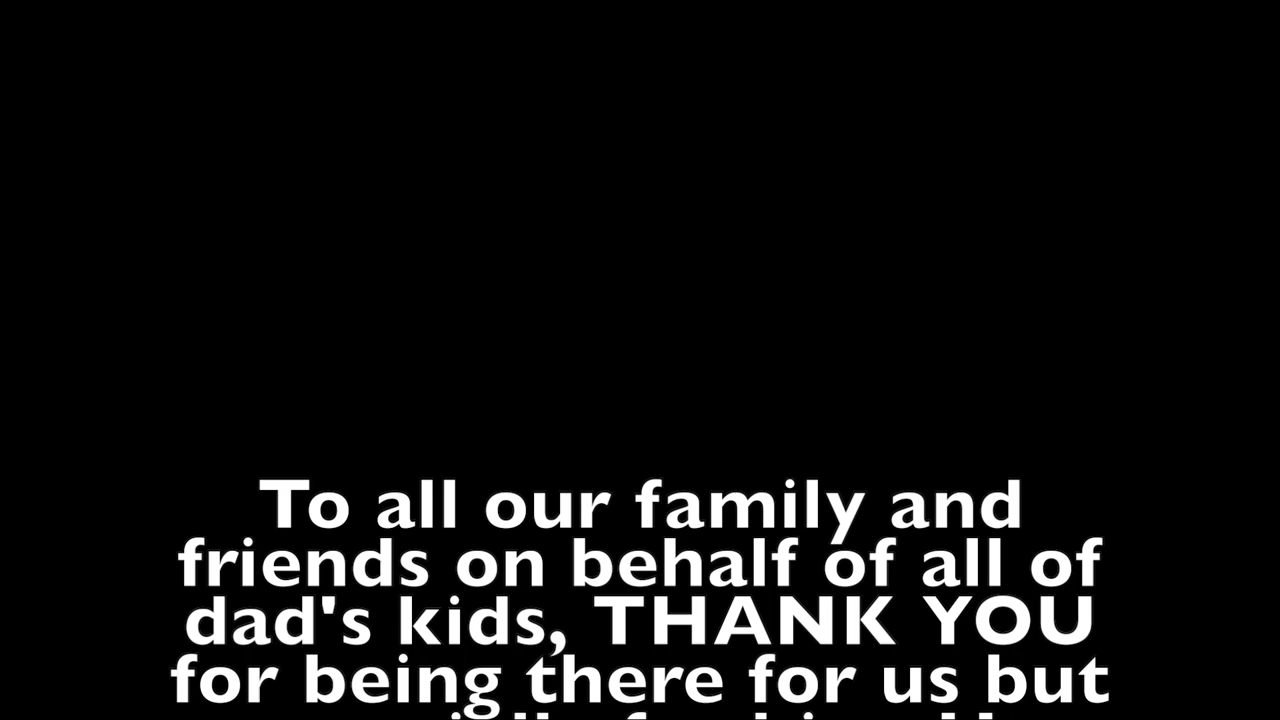 To all our family and
friends on behalf of all of
dad's kids, THANK YOU
for being there for us but